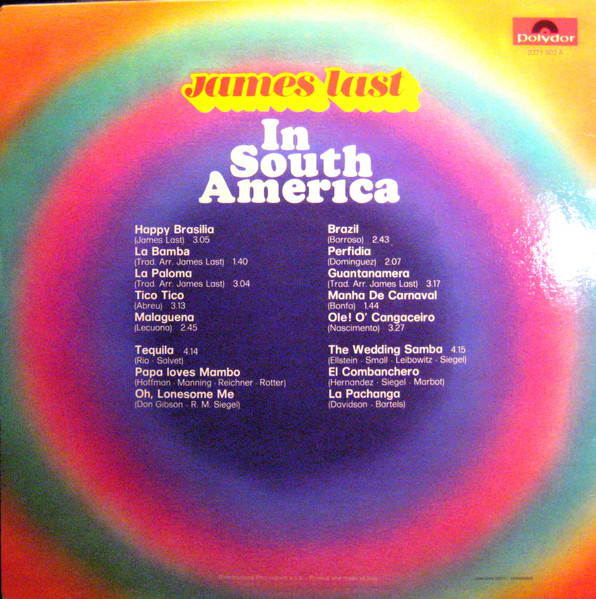 polydor
James Last
In
South
America
Happy Brasilia
(James Last) 3.05
La Bamba
(Trad. Arr. James Last) 1.40
La Paloma
(Trad. Arr. James Last) 3.04
Tico Tico
(Abreu) 3.13
Malaguena
(Lecuona) 2.45
Tequila 4.14
(Rio · Salvet)
Papa loves Mambo
(Hoffman · Manning · Reichner · Rotter)
Oh, Lonesome Me
(Don Gibson · R. M. Siegel)
Brazil
(Barroso) 2.43
Perfidia
(Dominguez) 2.07
Guantanamera
(Trad. Arr. James Last) 3.17
Manha De Carnaval
(Bonfa) 1.44
Ole! O' Cangaceiro
(Nascimento) 3.27
The Wedding Samba 4.15
(Ellstein · Small · Leibowitz · Siegel)
El Combanchero
(Hernandez · Siegel · Marbot)
La Pachanga
(Davidson · Bartels)